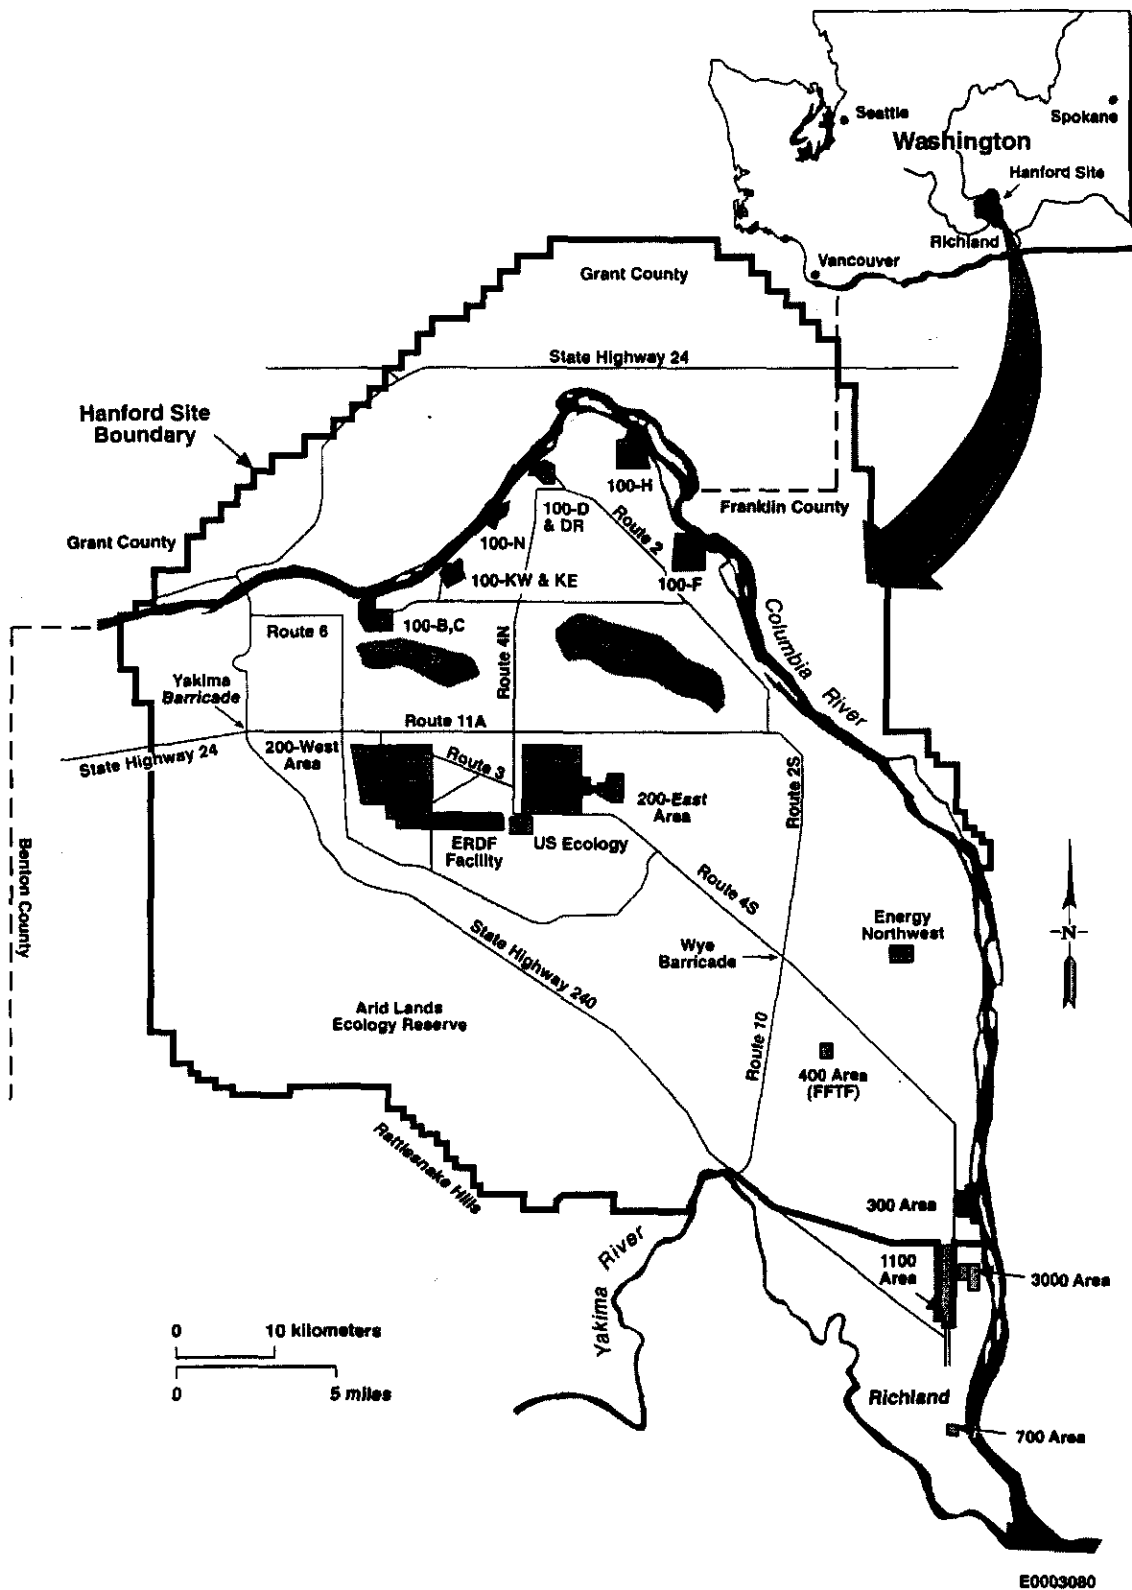 Seattle
Spokane
Washington
Hanford Site
Richland
Vancouver
Grant County
State Highway 24
Hanford Site
Boundary
100-H
Franklin County
100-D
& DR
Route 2
Grant County
100-N
100-KW & KE
100-F
Columbia River
Route 6
100-B,C
Route 4N
Yakima
Barricade
Route 11A
State Highway 24
200-West
Area
Route 3
Route 2S
200-East
Area
ERDF
Facility
US Ecology
Benton County
Route 4S
Energy
Northwest
N
Wye
Barricade
State Highway 240
Arid Lands
Ecology Reserve
Route 10
400 Area
(FFTF)
Rattlesnake Hills
300 Area
Yakima River
1100
Area
3000 Area
0 10 kilometers
0 5 miles
Richland
700 Area
E0003080